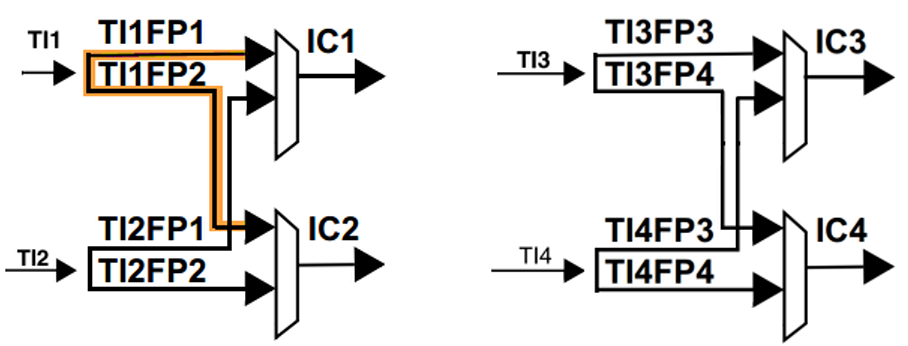 TI1
TI1FP1
TI1FP2
IC1
TI2
TI2FP1
TI2FP2
IC2
TI3
TI3FP3
TI3FP4
IC3
TI4
TI4FP3
TI4FP4
IC4